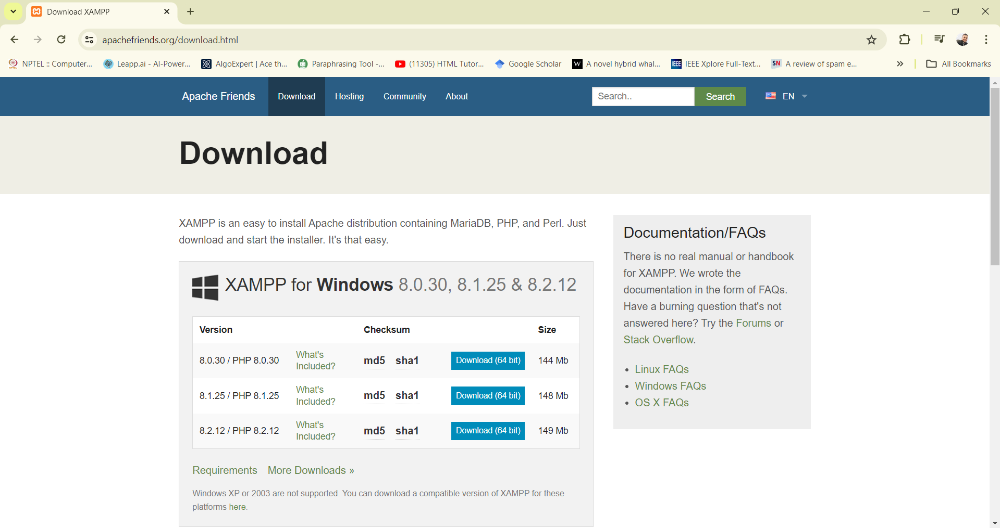 Download XAMPP
apachefriends.org/download.html
NPTEL :: Computer... Leapp.ai - AI-Power... AlgoExpert | Ace th... Paraphrasing Tool -... (11305) HTML Tutor... Google Scholar W A novel hybrid whal... IEEE IEEE Xplore Full-Text... SN A review of spam e... » All Bookmarks
Apache Friends Download Hosting Community About Search.. Search EN
Download
XAMPP is an easy to install Apache distribution containing MariaDB, PHP, and Perl. Just
download and start the installer. It's that easy.
XAMPP for Windows 8.0.30, 8.1.25 & 8.2.12
Version Checksum Size
8.0.30 / PHP 8.0.30 What's Included? md5 sha1 Download (64 bit) 144 Mb
8.1.25 / PHP 8.1.25 What's Included? md5 sha1 Download (64 bit) 148 Mb
8.2.12 / PHP 8.2.12 What's Included? md5 sha1 Download (64 bit) 149 Mb
Requirements More Downloads »
Windows XP or 2003 are not supported. You can download a compatible version of XAMPP for these
platforms here.
Documentation/FAQs
There is no real manual or handbook
for XAMPP. We wrote the
documentation in the form of FAQs.
Have a burning question that's not
answered here? Try the Forums or
Stack Overflow.
• Linux FAQs
• Windows FAQs
• OS X FAQs